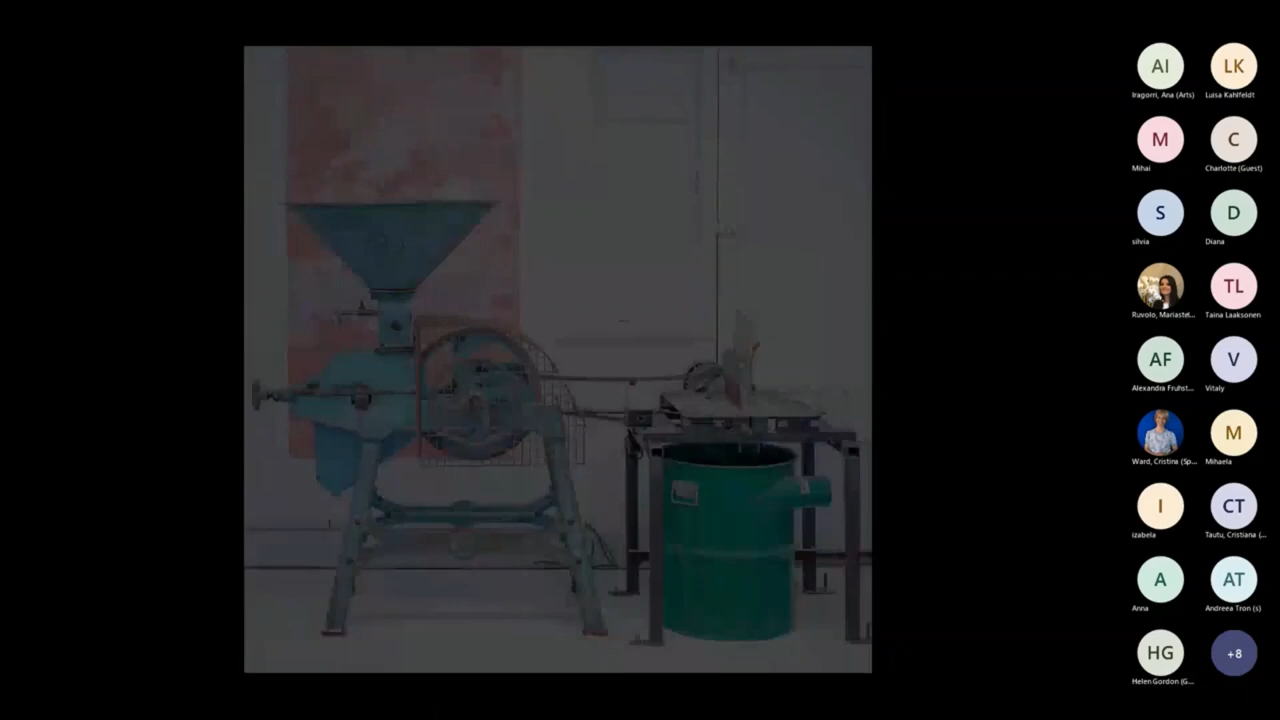 AI
LK
Iragorri, Ana (Arts)
Luisa Kahlfeldt
M
C
Mihai
Charlotte (Guest)
S
D
silvia
Diana
TL
Ruvolo, Mariastel...
Taina Laaksonen
AF
V
Alexandra Fruhst...
Vitaly
M
Ward, Cristina (Sp...
Mihaela
I
CT
izabela
Tautu, Cristiana (...
A
AT
Anna
Andreea Tron (s)
HG
+8
Helen Gordon (G...